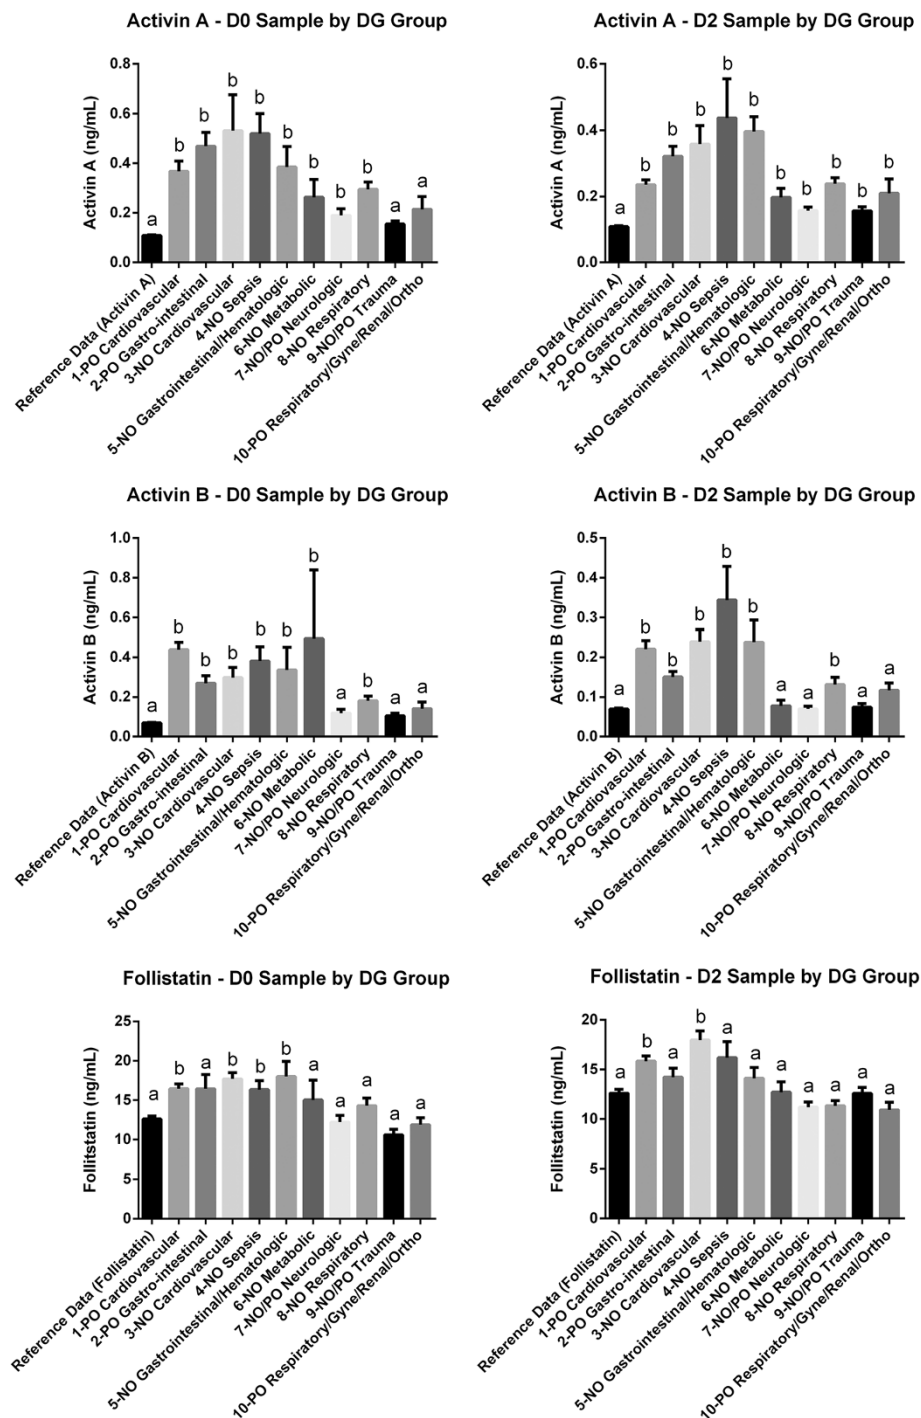 Activin A - D0 Sample by DG Group
Activin A (ng/mL)
0.8
0.6
0.4
0.2
0.0
a
b
b
b
b
b
b
b
b
a
a
Reference Data (Activin A)
1-PO Cardiovascular
2-PO Gastro-intestinal
3-NO Cardiovascular
4-NO Sepsis
5-NO Gastrointestinal/Hematologic
6-NO Metabolic
7-NO/PO Neurologic
8-NO Respiratory
9-NO/PO Trauma
10-PO Respiratory/Gyne/Renal/Ortho
Activin A - D2 Sample by DG Group
Activin A (ng/mL)
0.6
0.4
0.2
0.0
a
b
b
b
b
b
b
b
b
b
b
Reference Data (Activin A)
1-PO Cardiovascular
2-PO Gastro-intestinal
3-NO Cardiovascular
4-NO Sepsis
5-NO Gastrointestinal/Hematologic
6-NO Metabolic
7-NO/PO Neurologic
8-NO Respiratory
9-NO/PO Trauma
10-PO Respiratory/Gyne/Renal/Ortho
Activin B - D0 Sample by DG Group
Activin B (ng/mL)
1.0
0.8
0.6
0.4
0.2
0.0
a
b
b
b
b
b
b
a
b
a
a
Reference Data (Activin B)
1-PO Cardiovascular
2-PO Gastro-intestinal
3-NO Cardiovascular
4-NO Sepsis
5-NO Gastrointestinal/Hematologic
6-NO Metabolic
7-NO/PO Neurologic
8-NO Respiratory
9-NO/PO Trauma
10-PO Respiratory/Gyne/Renal/Ortho
Activin B - D2 Sample by DG Group
Activin B (ng/mL)
0.5
0.4
0.3
0.2
0.1
0.0
a
b
b
b
b
b
a
a
b
a
a
Reference Data (Activin B)
1-PO Cardiovascular
2-PO Gastro-intestinal
3-NO Cardiovascular
4-NO Sepsis
5-NO Gastrointestinal/Hematologic
6-NO Metabolic
7-NO/PO Neurologic
8-NO Respiratory
9-NO/PO Trauma
10-PO Respiratory/Gyne/Renal/Ortho
Follistatin - D0 Sample by DG Group
Follitstatin (ng/mL)
25
20
15
10
5
0
a
b
a
b
b
b
a
a
a
a
a
Reference Data (Follistatin)
1-PO Cardiovascular
2-PO Gastro-intestinal
3-NO Cardiovascular
4-NO Sepsis
5-NO Gastrointestinal/Hematologic
6-NO Metabolic
7-NO/PO Neurologic
8-NO Respiratory
9-NO/PO Trauma
10-PO Respiratory/Gyne/Renal/Ortho
Follistatin - D2 Sample by DG Group
Follitstatin (ng/mL)
20
15
10
5
0
a
b
a
b
a
a
a
a
a
a
a
Reference Data (Follistatin)
1-PO Cardiovascular
2-PO Gastro-intestinal
3-NO Cardiovascular
4-NO Sepsis
5-NO Gastrointestinal/Hematologic
6-NO Metabolic
7-NO/PO Neurologic
8-NO Respiratory
9-NO/PO Trauma
10-PO Respiratory/Gyne/Renal/Ortho